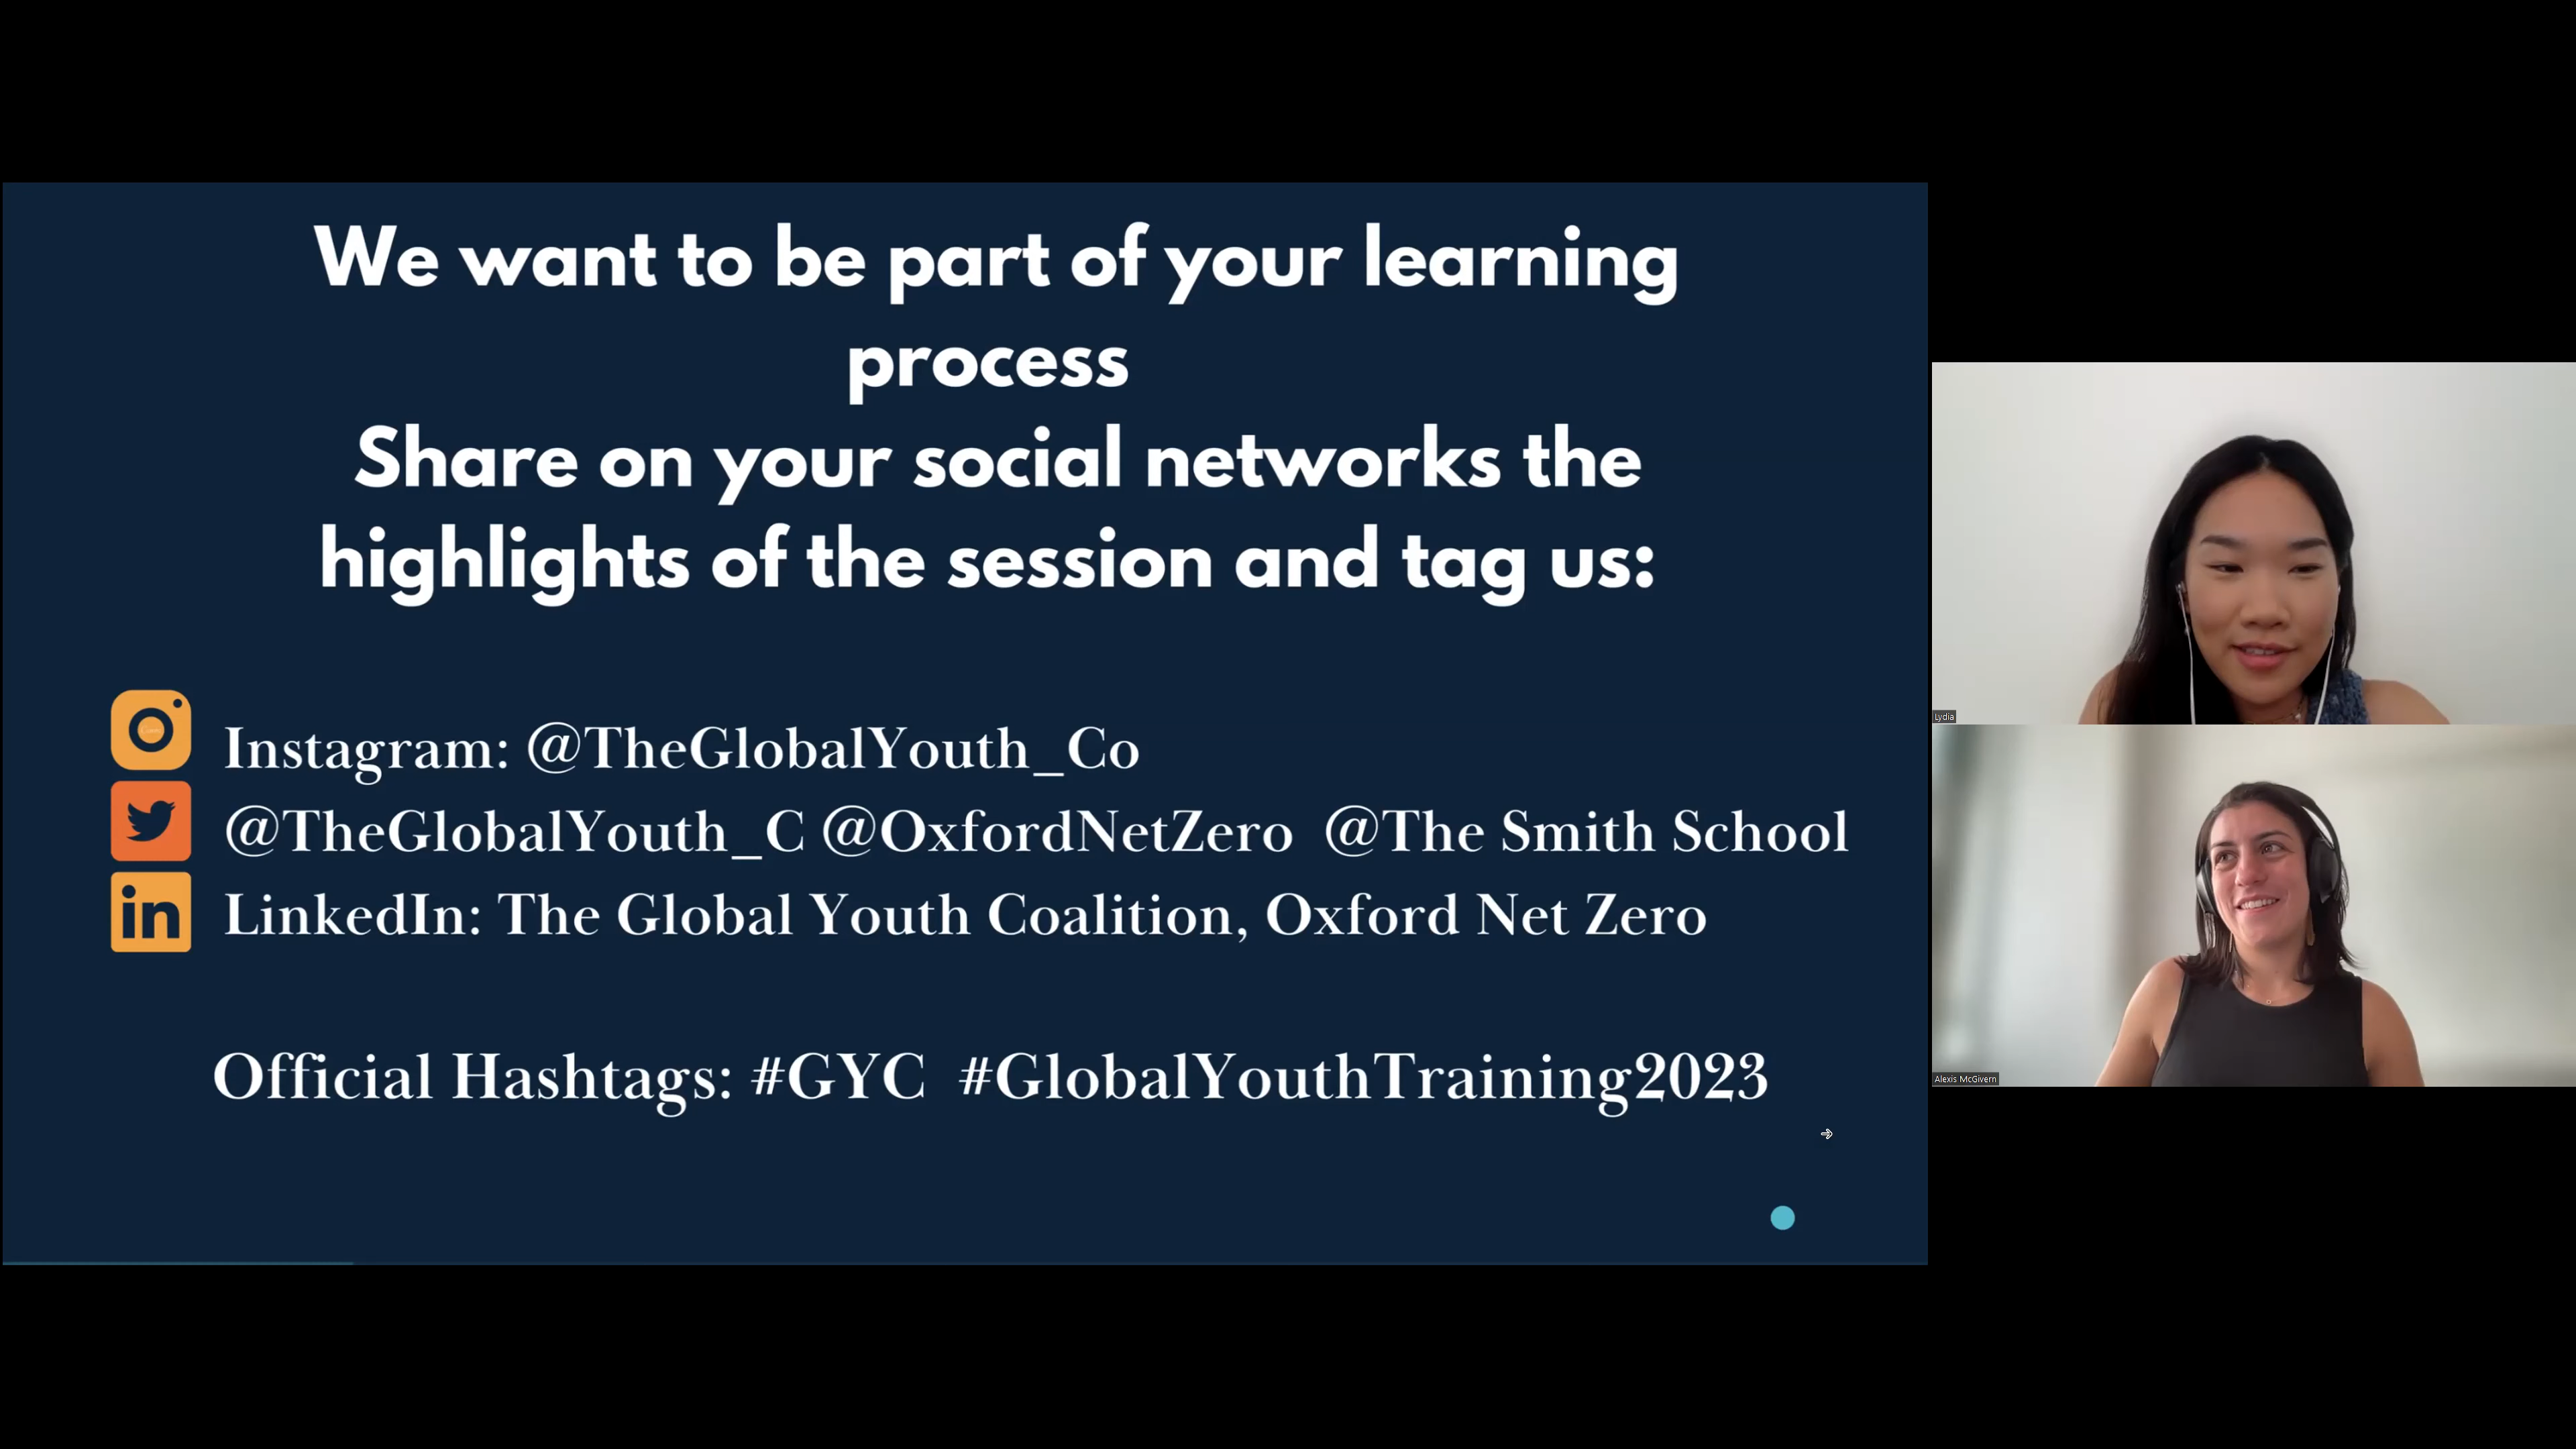 We want to be part of your learning
process
Share on your social networks the
highlights of the session and tag us:
Instagram: @TheGlobalYouth_Co
@TheGlobalYouth_C @OxfordNetZero @The Smith School
in LinkedIn: The Global Youth Coalition, Oxford Net Zero
Official Hashtags: #GYC #GlobalYouthTraining2023
Lydia
Alexis McGivern